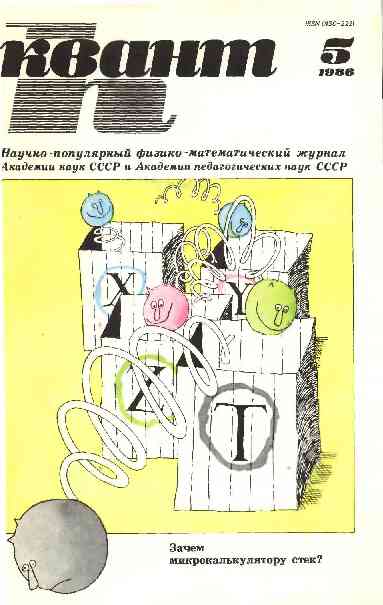 ISSN 0130-2221
квант
5
1986
Научно-популярный физико-математический журнал
Академии наук СССР и Академии педагогических наук СССР
X
Y
Z
T
Зачем
микрокалькулятору стек?